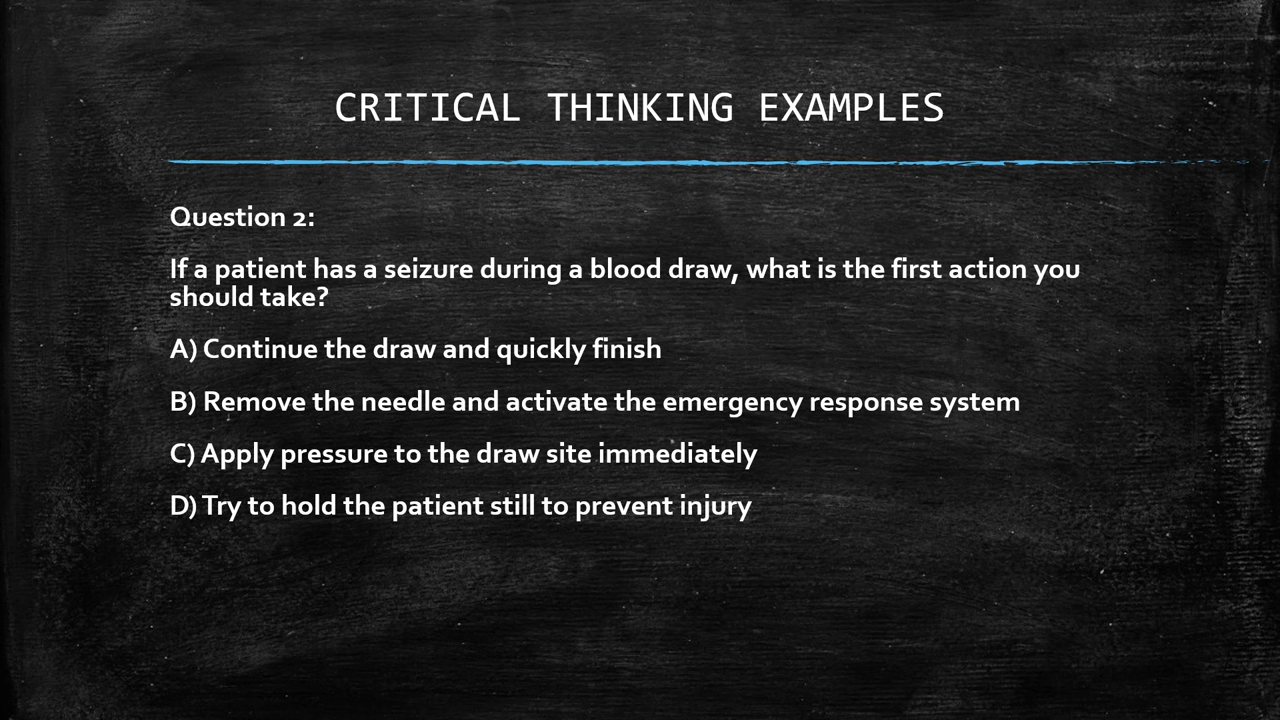 CRITICAL THINKING EXAMPLES
Question 2:
If a patient has a seizure during a blood draw, what is the first action you
should take?
A) Continue the draw and quickly finish
B) Remove the needle and activate the emergency response system
C) Apply pressure to the draw site immediately
D) Try to hold the patient still to prevent injury